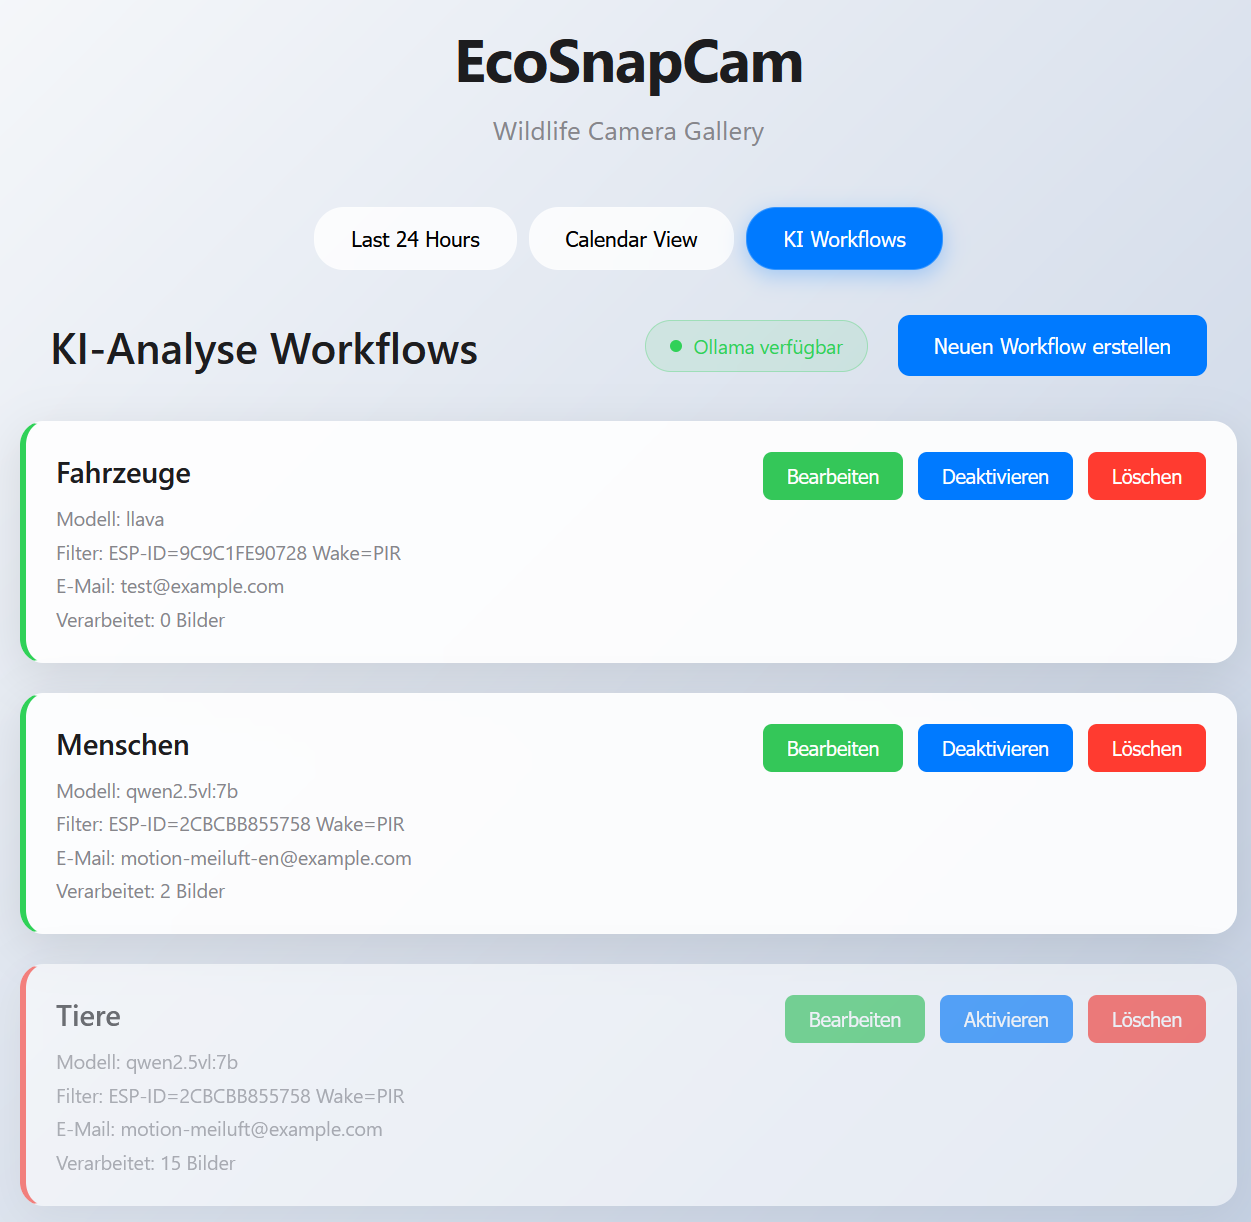 EcoSnapCam
Wildlife Camera Gallery
Last 24 Hours
Calendar View
KI Workflows
KI-Analyse Workflows
Ollama verfügbar
Neuen Workflow erstellen
Fahrzeuge
Bearbeiten
Deaktivieren
Löschen
Modell: llava
Filter: ESP-ID=9C9C1FE90728 Wake=PIR
E-Mail: test@example.com
Verarbeitet: 0 Bilder
Menschen
Bearbeiten
Deaktivieren
Löschen
Modell: qwen2.5vl:7b
Filter: ESP-ID=2CBCBB855758 Wake=PIR
E-Mail: motion-meiluft-en@example.com
Verarbeitet: 2 Bilder
Tiere
Bearbeiten
Aktivieren
Löschen
Modell: qwen2.5vl:7b
Filter: ESP-ID=2CBCBB855758 Wake=PIR
E-Mail: motion-meiluft@example.com
Verarbeitet: 15 Bilder